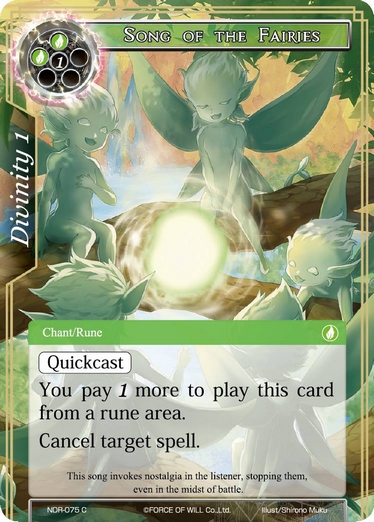 Song of the Fairies
1
Divinity 1
Chant/Rune
Quickcast
You pay 1 more to play this card
from a rune area.
Cancel target spell.
This song invokes nostalgia in the listener, stopping them,
even in the midst of battle.
NDR-075 C ©FORCE OF WILL Co.,Ltd. Illust/Shirono Muku